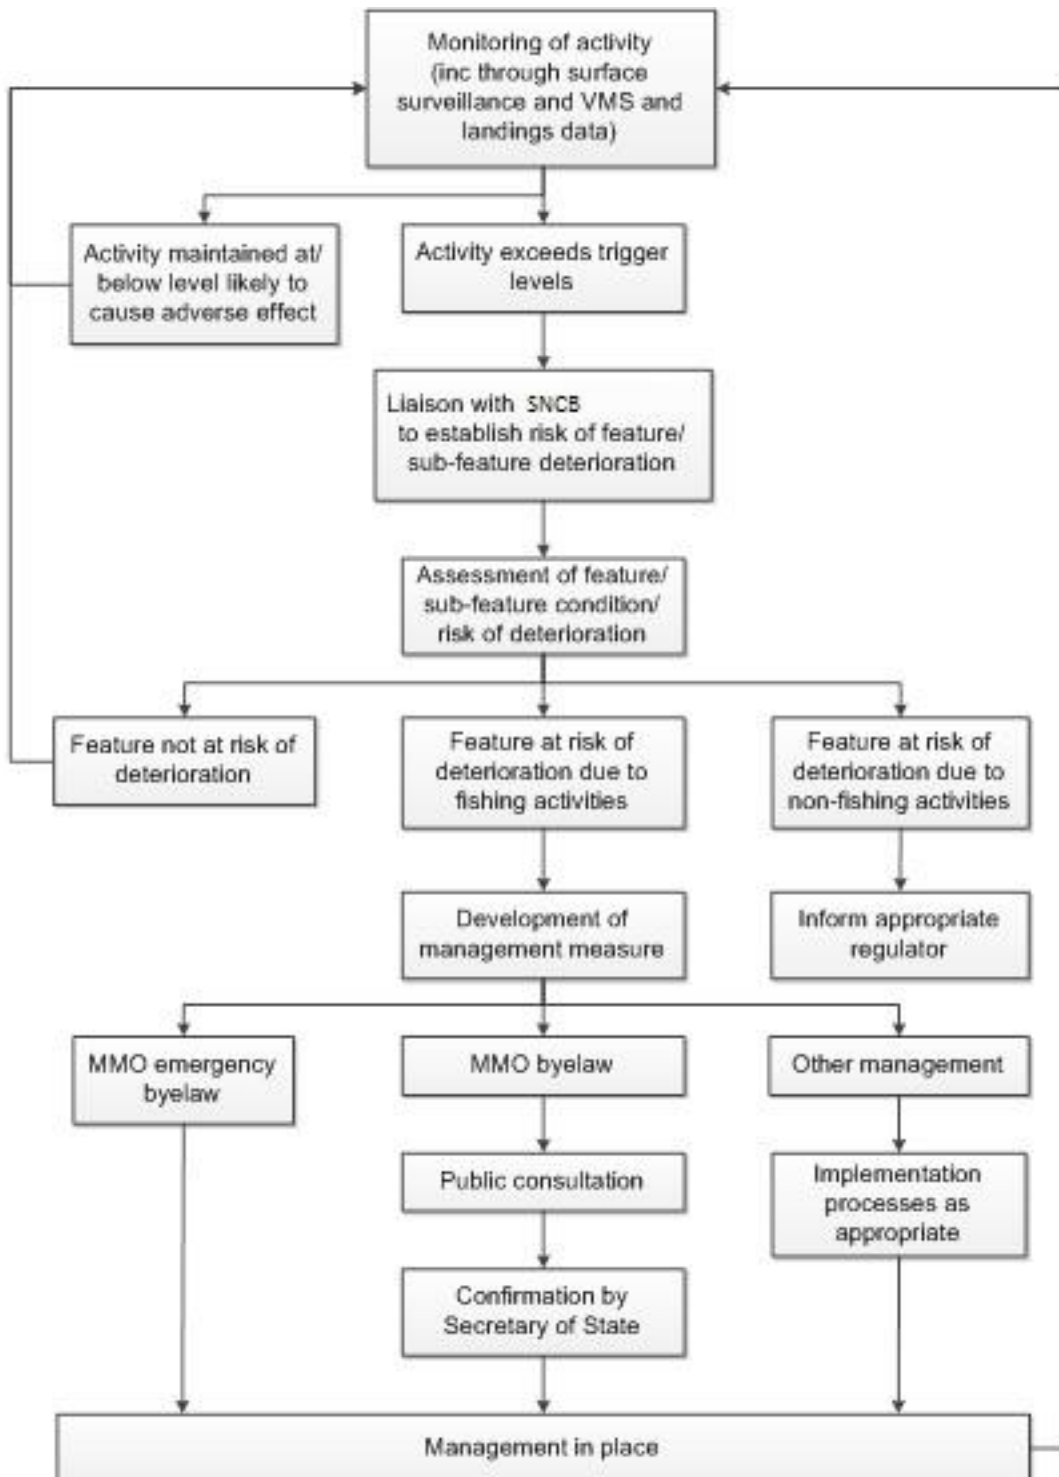 Monitoring of activity
(inc through surface
surveillance and VMS and
landings data)
Activity maintained at/
below level likely to
cause adverse effect
Activity exceeds trigger
levels
Liaison with SNCB
to establish risk of feature/
sub-feature deterioration
Assessment of feature/
sub-feature condition/
risk of deterioration
Feature not at risk of
deterioration
Feature at risk of
deterioration due to
fishing activities
Feature at risk of
deterioration due to
non-fishing activities
Development of
management measure
Inform appropriate
regulator
MMO emergency
byelaw
MMO byelaw
Other management
Public consultation
Implementation
processes as
appropriate
Confirmation by
Secretary of State
Management in place